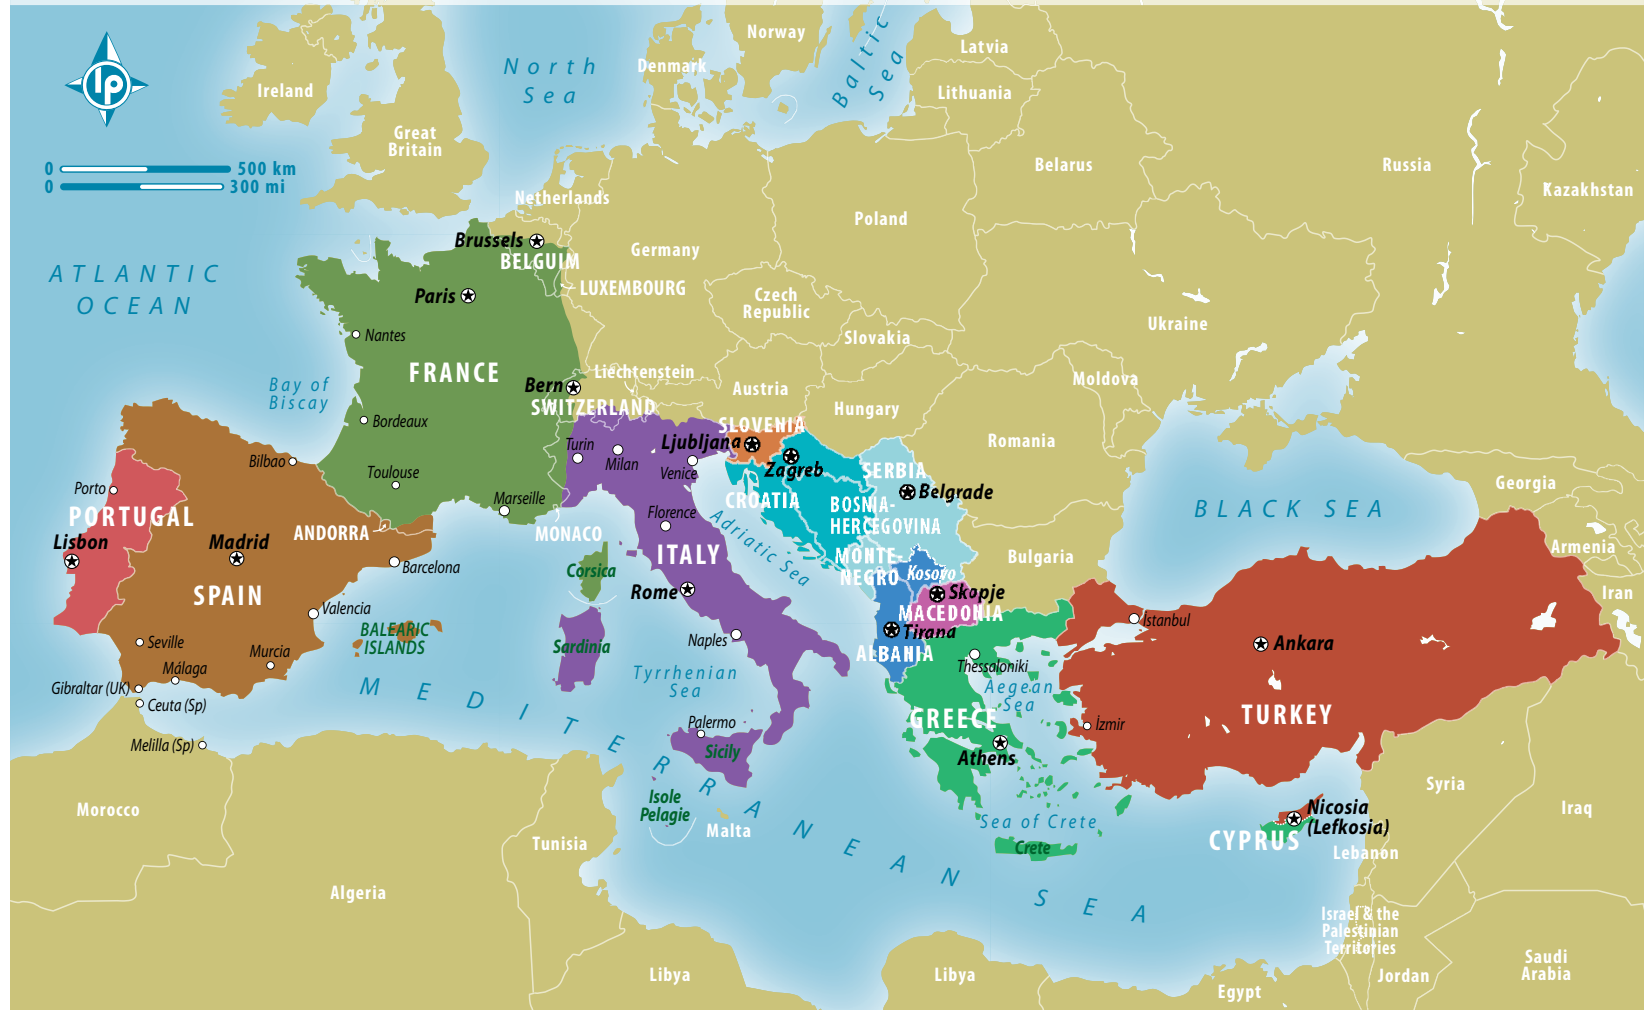 Norway
Latvia
Baltic
Sea
North
Sea
Denmark
lp
Ireland
Lithuania
Great
Britain
0 500 km
0 300 mi
Belarus
Russia
Kazakhstan
Netherlands
Poland
Brussels
BELGUIM
Germany
ATLANTIC
OCEAN
LUXEMBOURG
Paris
Czech
Republic
Ukraine
Nantes
Slovakia
FRANCE
Liechtenstein
Moldova
Bay of
Biscay
Bern
Austria
SWITZERLAND
Hungary
Bordeaux
SLOVENIA
Ljubljana
Romania
Turin
Milan
Venice
Zagreb
SERBIA
Bilbao
Toulouse
Georgia
Porto
Marseille
CROATIA
Belgrade
BOSNIA-
HERCEGOVINA
BLACK SEA
PORTUGAL
Florence
Adriatic Sea
ANDORRA
MONACO
Lisbon
Madrid
ITALY
MONTE-
NEGRO
Kosovo
Bulgaria
Armenia
Barcelona
Corsica
SPAIN
Rome
Skopje
MACEDONIA
Iran
Valencia
Istanbul
BALEARIC
ISLANDS
Seville
Sardinia
Naples
Tirana
ALBANIA
Ankara
Murcia
Málaga
Thessaloniki
Tyrrhenian
Sea
Aegean
Sea
Gibraltar (UK)
Ceuta (Sp)
MEDITERRANEAN SEA
GREECE
İzmir
TURKEY
Melilla (Sp)
Palermo
Sicily
Athens
Syria
Isole
Pelagie
Morocco
Malta
Sea of Crete
Nicosia
(Lefkosia)
Iraq
Tunisia
Crete
CYPRUS
Lebanon
Algeria
Israel & the
Palestinian
Territories
Libya
Libya
Egypt
Jordan
Saudi
Arabia